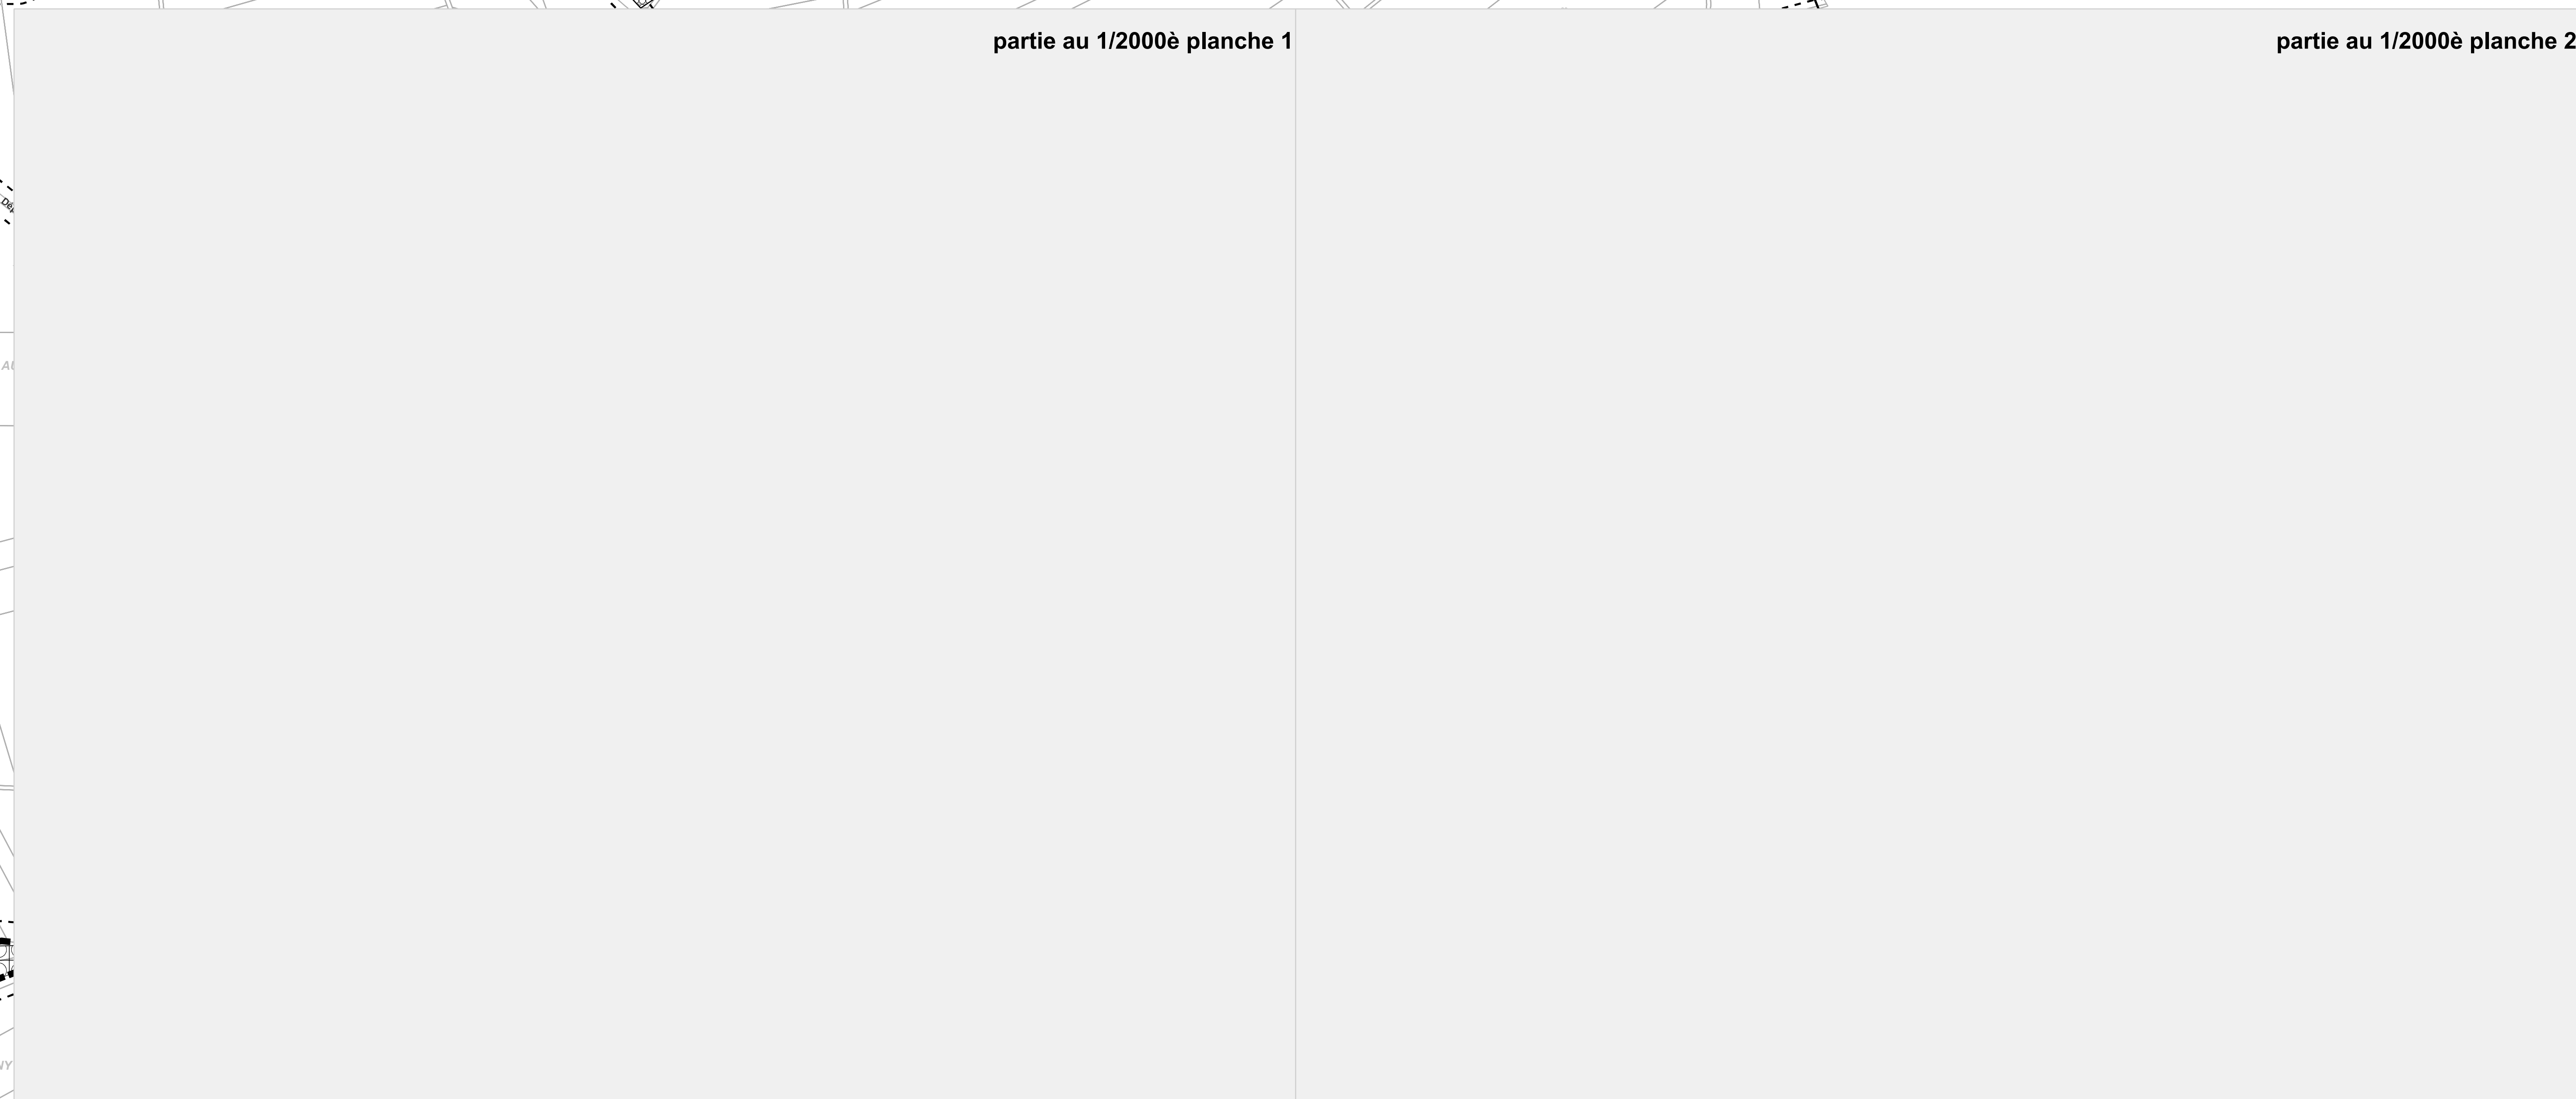 partie au 1/2000è planche 1
partie au 1/2000è planche 2